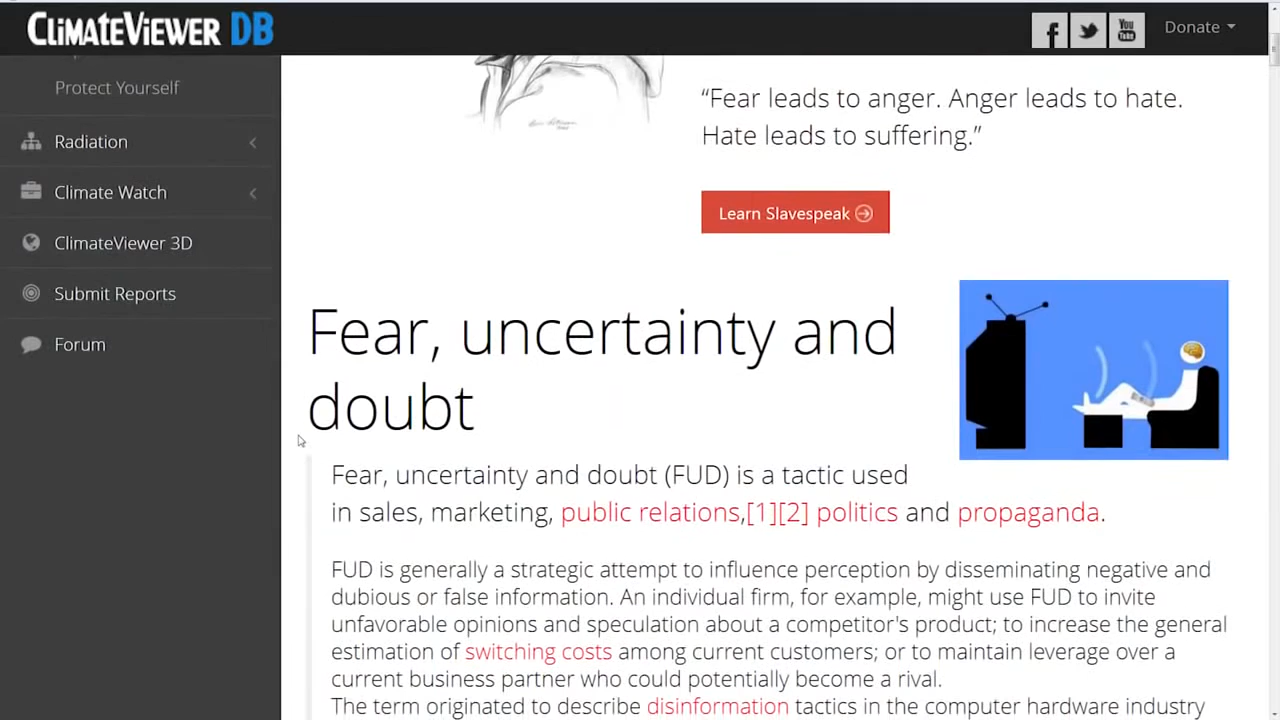 CLIMATEVIEWER DB
Donate
Protect Yourself
Radiation
Climate Watch
ClimateViewer 3D
Submit Reports
Forum
“Fear leads to anger. Anger leads to hate.
Hate leads to suffering.”
Learn Slavespeak
Fear, uncertainty and
doubt
Fear, uncertainty and doubt (FUD) is a tactic used
in sales, marketing, public relations,[1][2] politics and propaganda.
FUD is generally a strategic attempt to influence perception by disseminating negative and
dubious or false information. An individual firm, for example, might use FUD to invite
unfavorable opinions and speculation about a competitor's product; to increase the general
estimation of switching costs among current customers; or to maintain leverage over a
current business partner who could potentially become a rival.
The term originated to describe disinformation tactics in the computer hardware industry